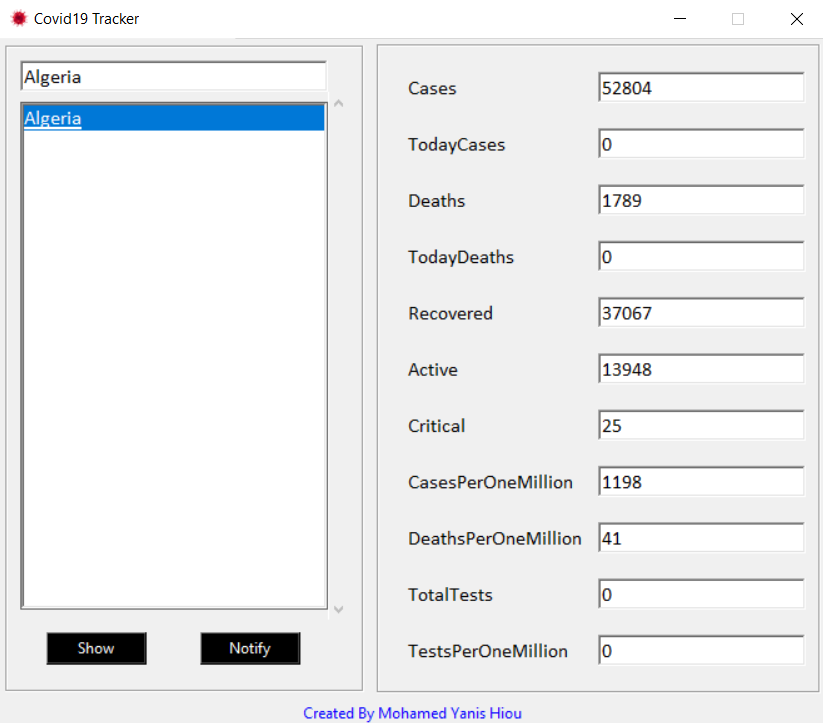 Covid19 Tracker
Algeria
Algeria
Show Notify
Cases 52804
TodayCases 0
Deaths 1789
TodayDeaths 0
Recovered 37067
Active 13948
Critical 25
CasesPerOneMillion 1198
DeathsPerOneMillion 41
TotalTests 0
TestsPerOneMillion 0
Created By Mohamed Yanis Hiou